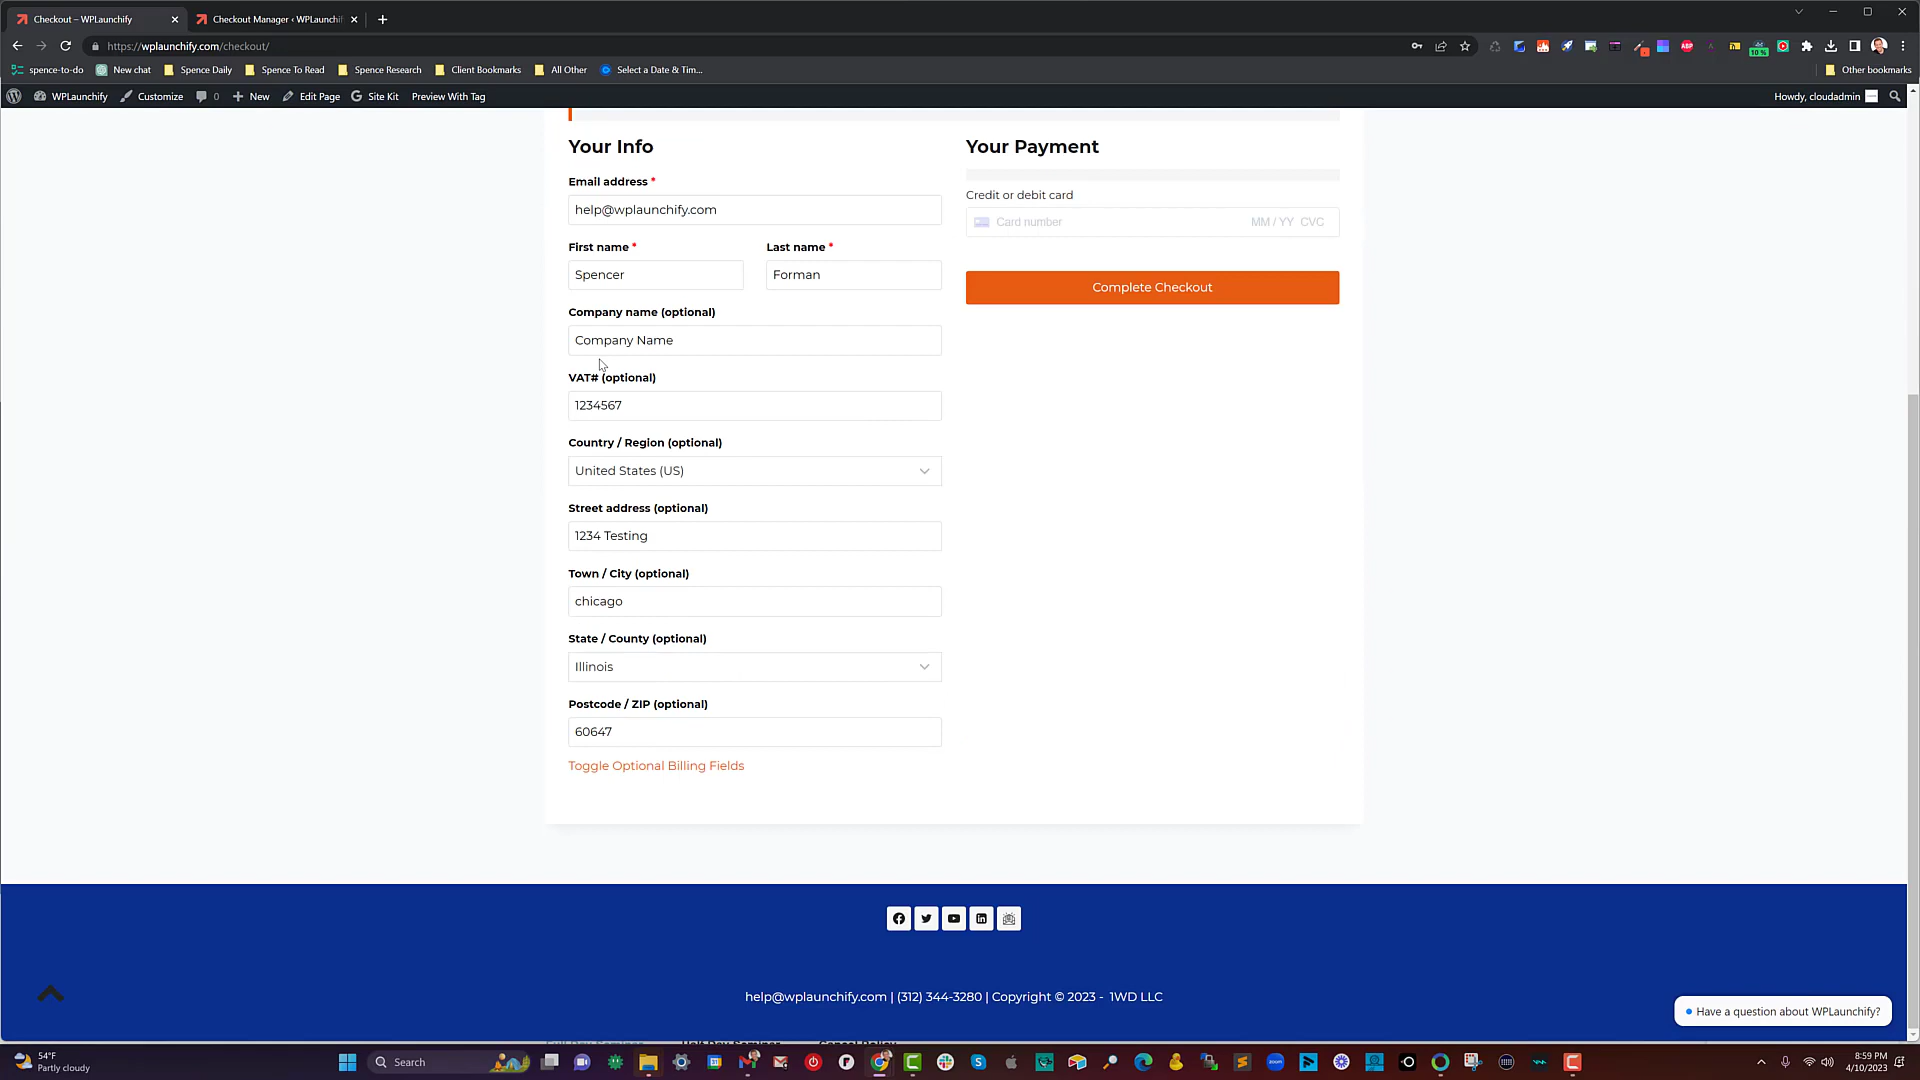 Checkout – WPLaunchify
Checkout Manager ‹ WPLaunchif
https://wplaunchify.com/checkout/
spence-to-do
New chat
Spence Daily
Spence To Read
Spence Research
Client Bookmarks
All Other
Select a Date & Tim...
Other bookmarks
WPLaunchify
Customize
0
New
Edit Page
Site Kit
Preview With Tag
Howdy, cloudadmin
Your Info
Email address *
help@wplaunchify.com
First name *
Last name *
Spencer
Forman
Company name (optional)
Company Name
VAT# (optional)
1234567
Country / Region (optional)
United States (US)
Street address (optional)
1234 Testing
Town / City (optional)
chicago
State / County (optional)
Illinois
Postcode / ZIP (optional)
60647
Toggle Optional Billing Fields
Your Payment
Credit or debit card
Card number
MM / YY CVC
Complete Checkout
help@wplaunchify.com | (312) 344-3280 | Copyright © 2023 - 1WD LLC
Have a question about WPLaunchify?
54°F
Partly cloudy
Search
8:59 PM
4/10/2023